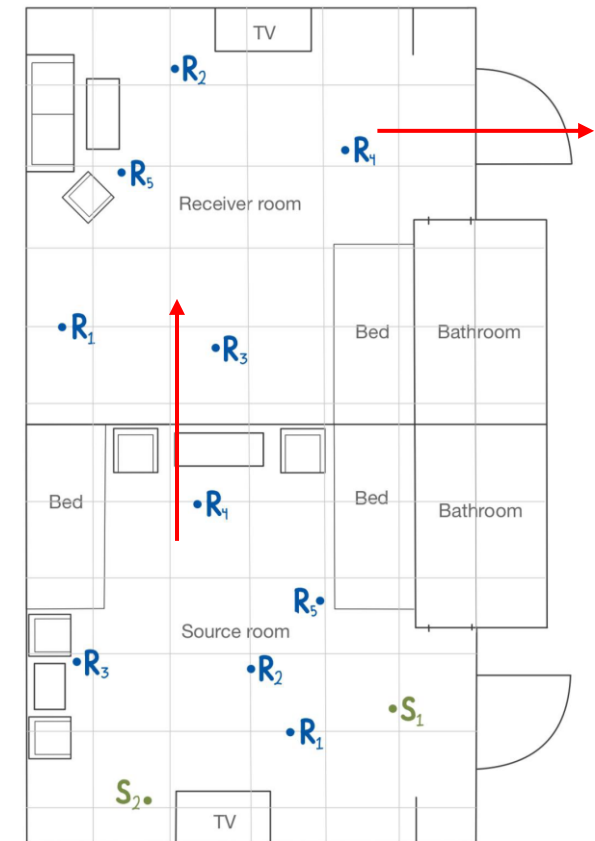 TV
R₂
R₄
R₅
Receiver room
R₁
R₃
Bed
Bathroom
Bed
R₄
Bed
Bathroom
R₅
Source room
R₃
R₂
S₁
R₁
S₂
TV